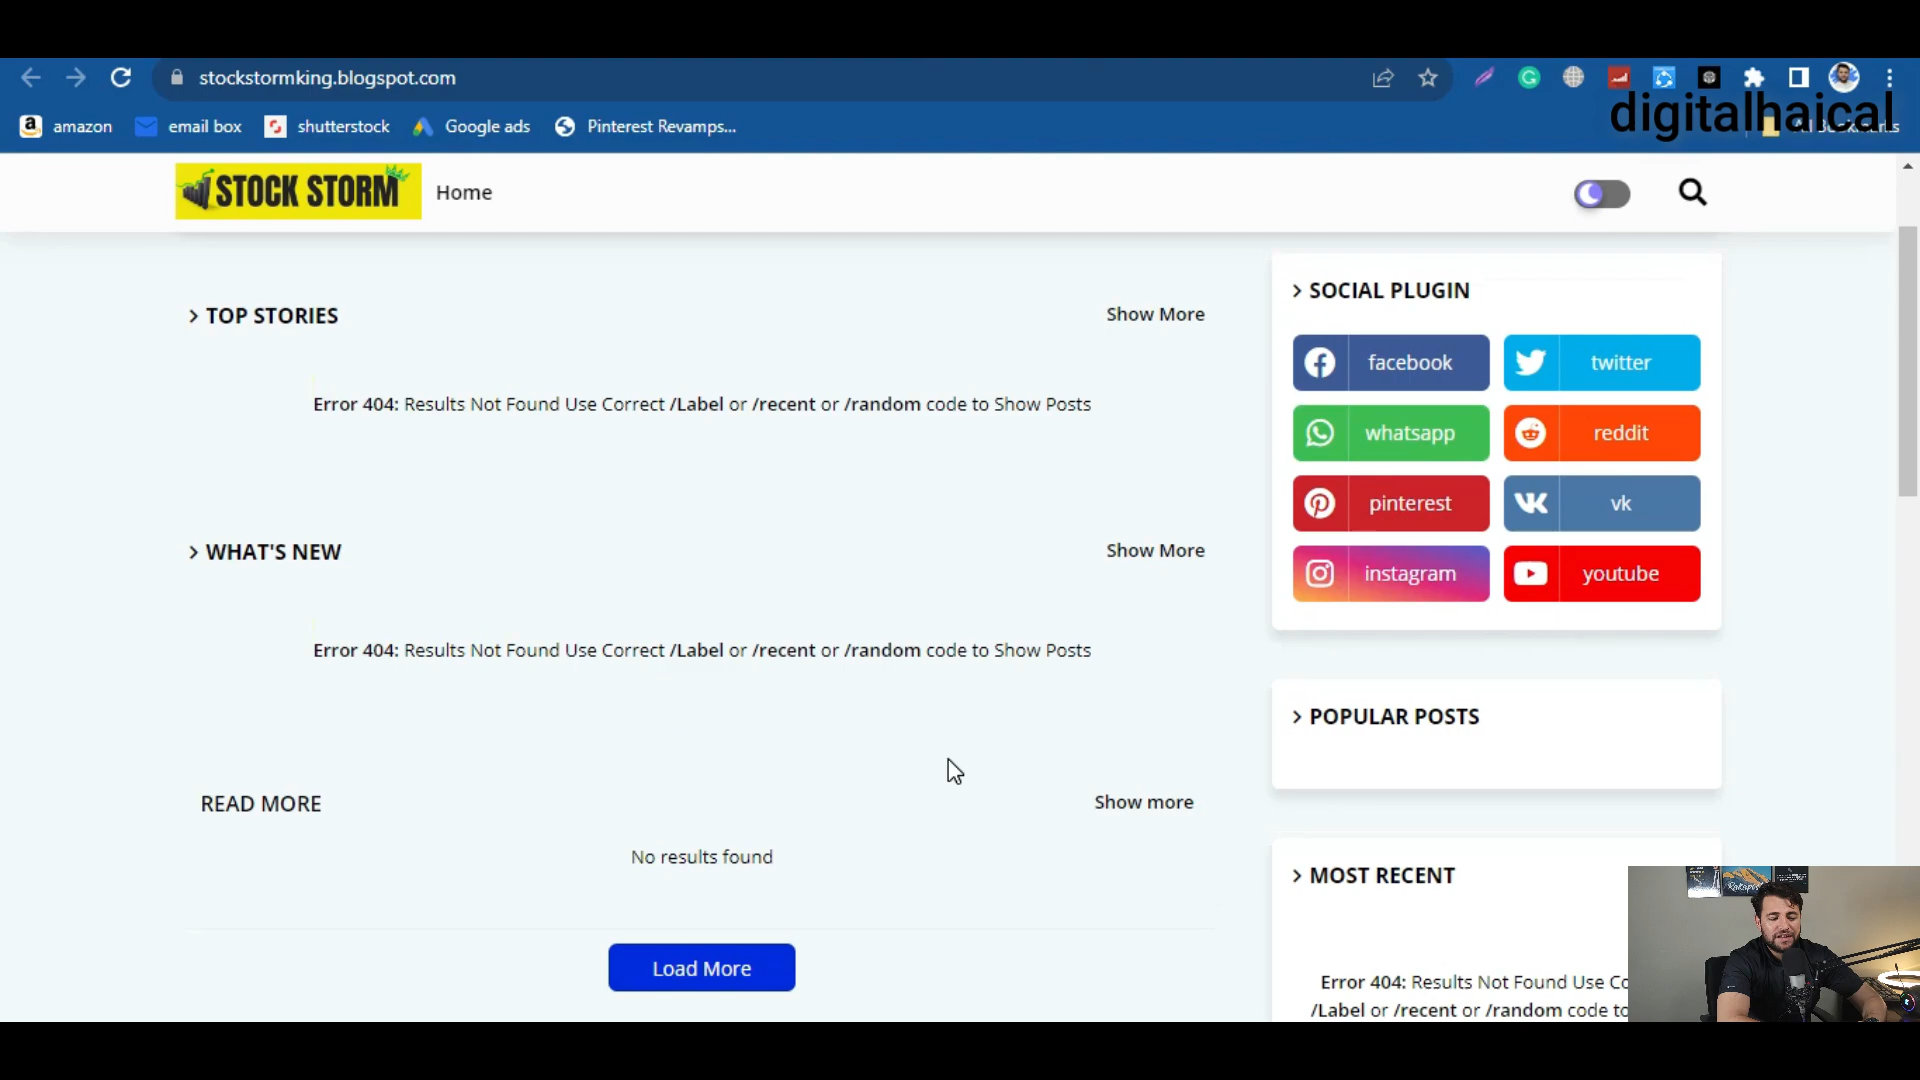 stockstormking.blogspot.com
digitalhaical
amazon
email box
shutterstock
Google ads
Pinterest Revamps...
STOCK STORM
Home
TOP STORIES
Show More
Error 404: Results Not Found Use Correct /Label or /recent or /random code to Show Posts
WHAT'S NEW
Show More
Error 404: Results Not Found Use Correct /Label or /recent or /random code to Show Posts
READ MORE
Show more
No results found
Load More
SOCIAL PLUGIN
facebook
twitter
whatsapp
reddit
pinterest
vk
instagram
youtube
POPULAR POSTS
MOST RECENT
Error 404: Results Not Found Use
/Label or /recent or /random code to